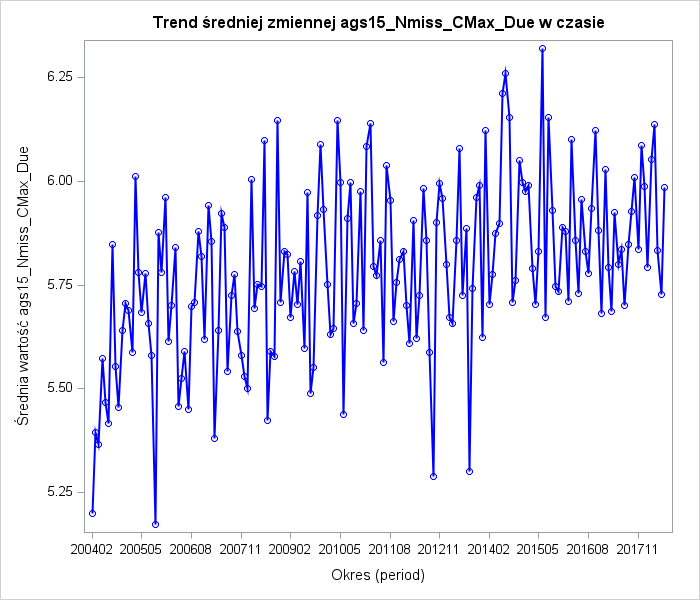 Trend średniej zmiennej ags15_Nmiss_CMax_Due w czasie
Średnia wartość ags15_Nmiss_CMax_Due
6.25
6.00
5.75
5.50
5.25
200402 200505 200608 200711 200902 201005 201108 201211 201402 201505 201608 201711
Okres (period)